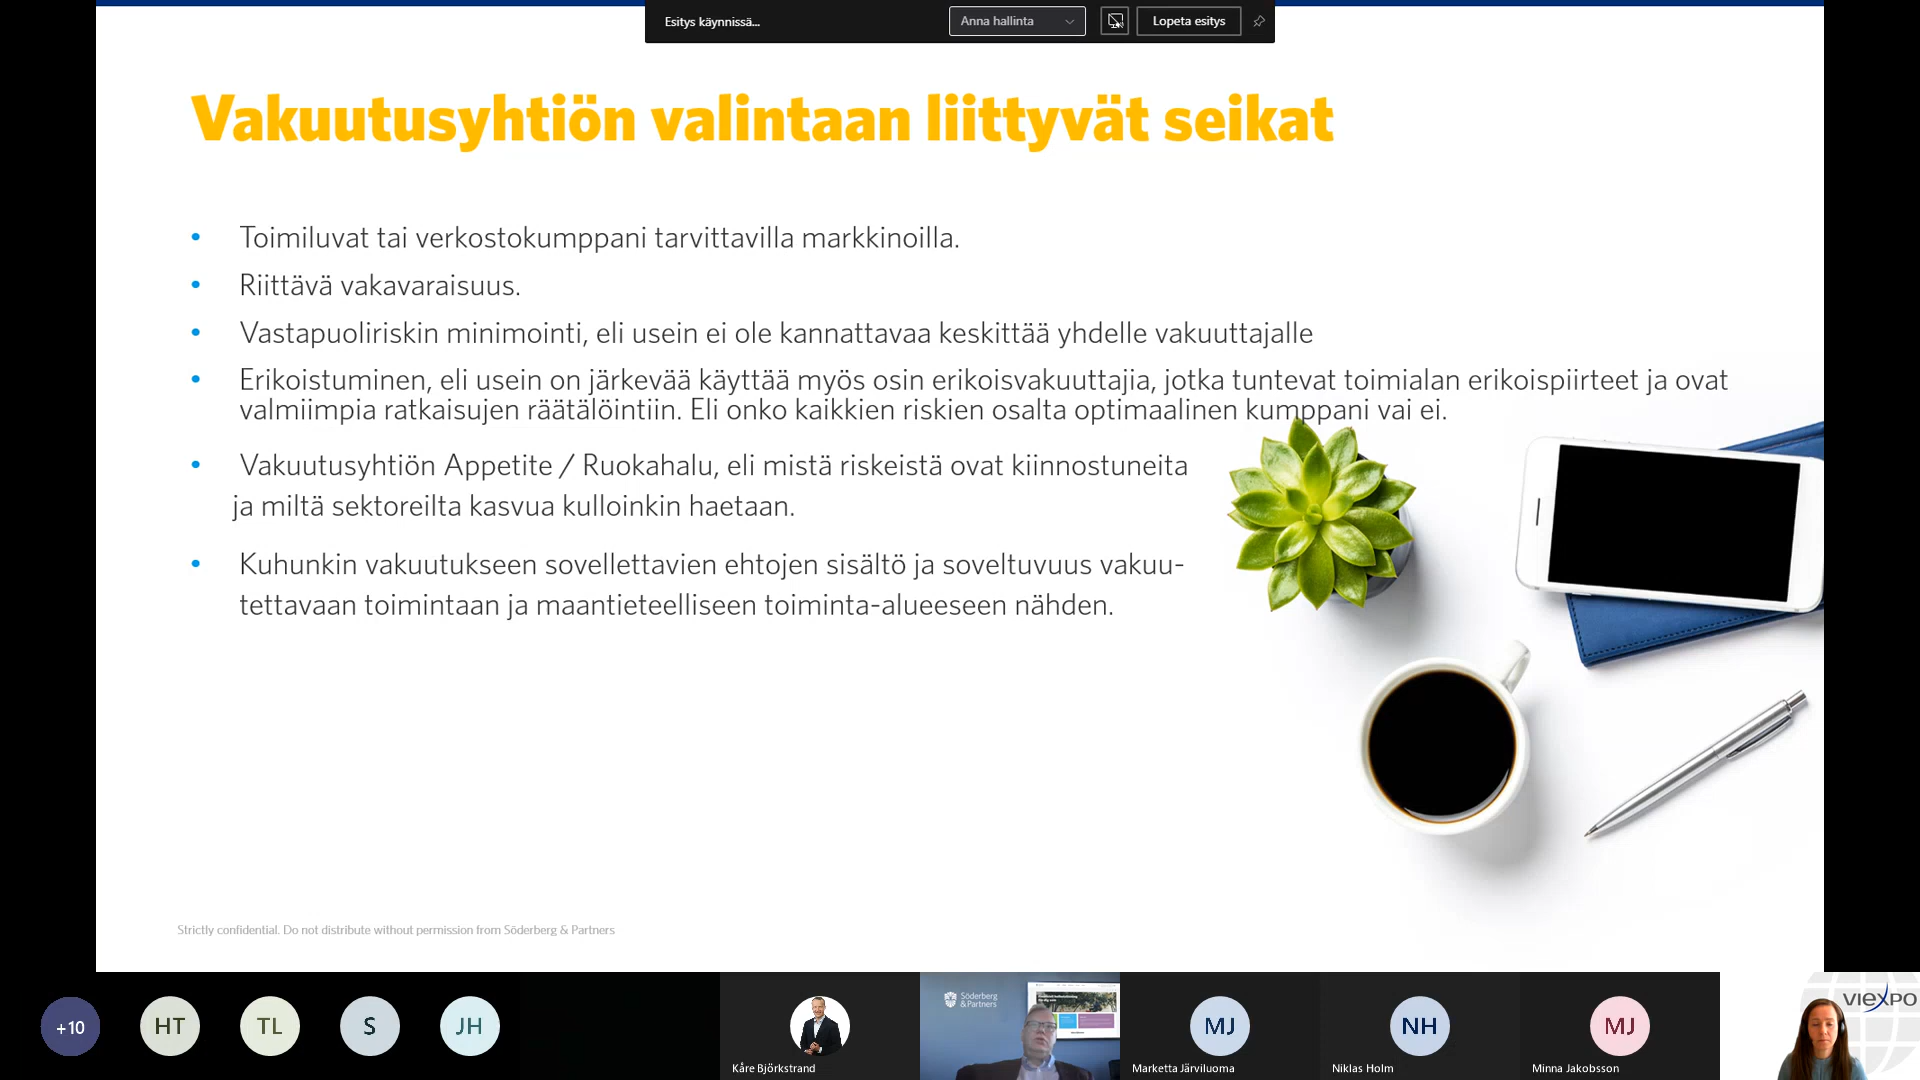 Esitys käynnissä...
Anna hallinta
Lopeta esitys
Vakuutusyhtiön valintaan liittyvät seikat
• Toimiluvat tai verkostokumppani tarvittavilla markkinoilla.
• Riittävä vakavaraisuus.
• Vastapuoliriskin minimointi, eli usein ei ole kannattavaa keskittää yhdelle vakuuttajalle
• Erikoistuminen, eli usein on järkevää käyttää myös osin erikoisvakuuttajia, jotka tuntevat toimialan erikoispiirteet ja ovat
valmiimpia ratkaisujen räätälöintiin. Eli onko kaikkien riskien osalta optimaalinen kumppani vai ei.
• Vakuutusyhtiön Appetite / Ruokahalu, eli mistä riskeistä ovat kiinnostuneita
ja miltä sektoreilta kasvua kulloinkin haetaan.
• Kuhunkin vakuutukseen sovellettavien ehtojen sisältö ja soveltuvuus vakuu-
tettavaan toimintaan ja maantieteelliseen toiminta-alueeseen nähden.
Strictly confidential. Do not distribute without permission from Söderberg & Partners
+10
HT
TL
S
JH
Kåre Björkstrand
Söderberg
& Partners
MJ
Marketta Järviluoma
NH
Niklas Holm
MJ
Minna Jakobsson
VIEXPO